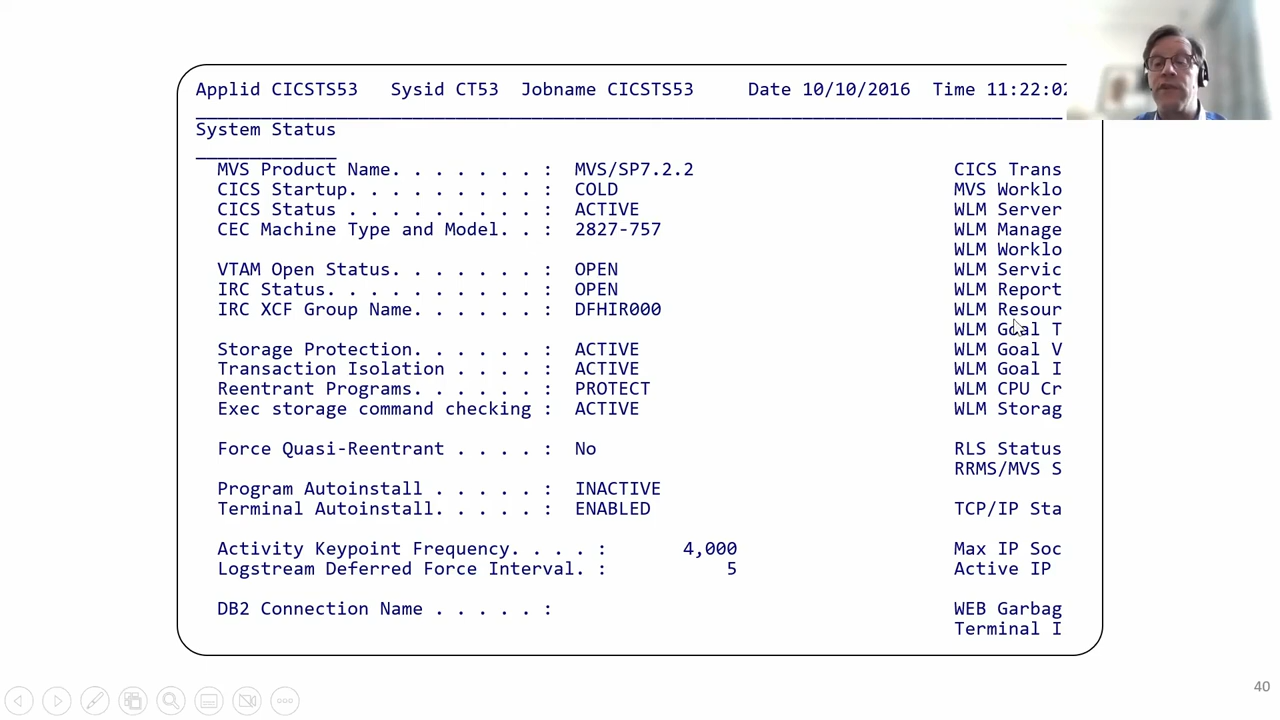 Applid CICSTS53 Sysid CT53 Jobname CICSTS53 Date 10/10/2016 Time 11:22:02
System Status
MVS Product Name. . . . . . . : MVS/SP7.2.2 CICS Trans
CICS Startup. . . . . . . . . : COLD MVS Worklo
CICS Status . . . . . . . . . : ACTIVE WLM Server
CEC Machine Type and Model. . : 2827-757 WLM Manage
WLM Worklo
VTAM Open Status. . . . . . . : OPEN WLM Servic
IRC Status. . . . . . . . . . : OPEN WLM Report
IRC XCF Group Name. . . . . . : DFHIR000 WLM Resour
WLM Goal T
Storage Protection. . . . . . : ACTIVE WLM Goal V
Transaction Isolation . . . . : ACTIVE WLM Goal I
Reentrant Programs. . . . . . : PROTECT WLM CPU Cr
Exec storage command checking : ACTIVE WLM Storag
Force Quasi-Reentrant . . . . : No RLS Status
RRMS/MVS S
Program Autoinstall . . . . . : INACTIVE
Terminal Autoinstall. . . . . : ENABLED TCP/IP Sta
Activity Keypoint Frequency. . . . : 4,000 Max IP Soc
Logstream Deferred Force Interval. : 5 Active IP
DB2 Connection Name . . . . . : WEB Garbag
Terminal I
40